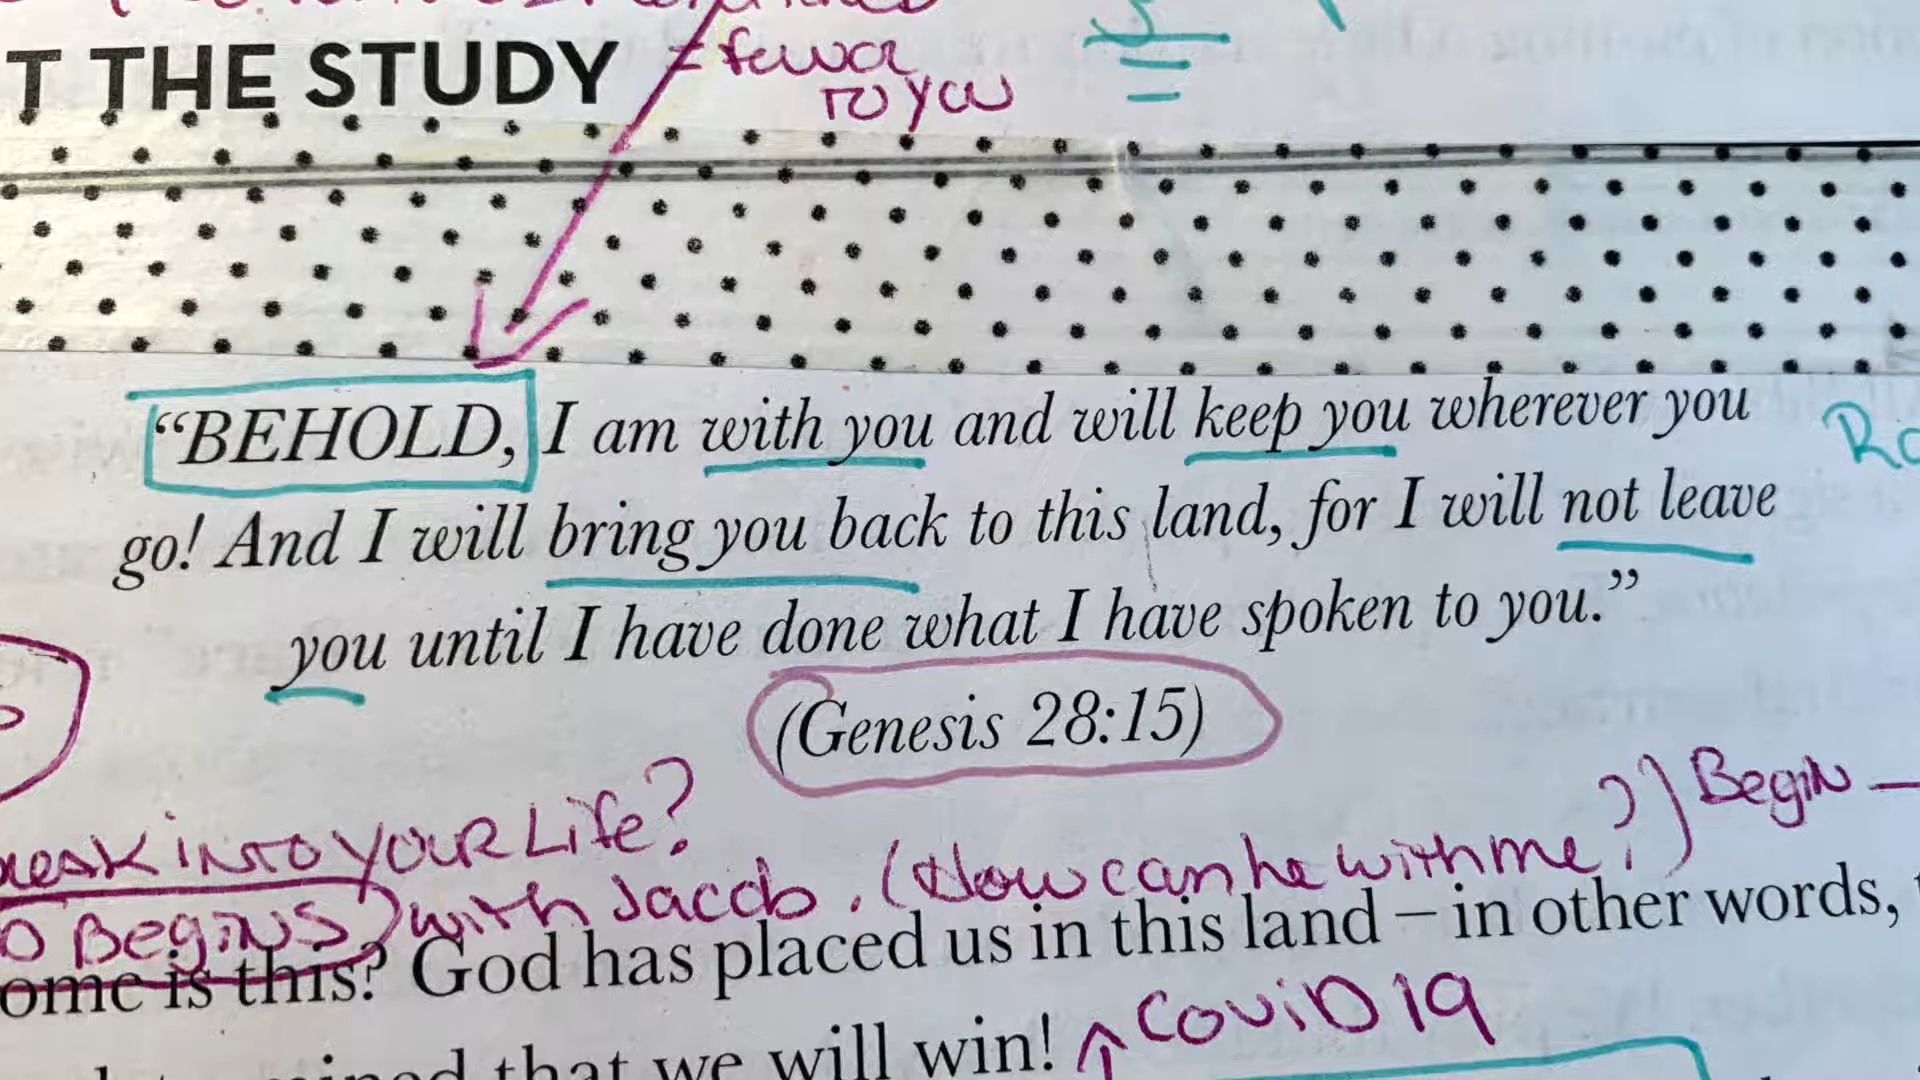 T THE STUDY
to you
"BEHOLD, I am with you and will keep you wherever you
go! And I will bring you back to this land, for I will not leave
you until I have done what I have spoken to you."
(Genesis 28:15)
INTO YOUR Life?
Begin —
BEGINS) with Jacob. (How can he with me?)
ome is this? God has placed us in this land – in other words,
COVID 19
that we will win!